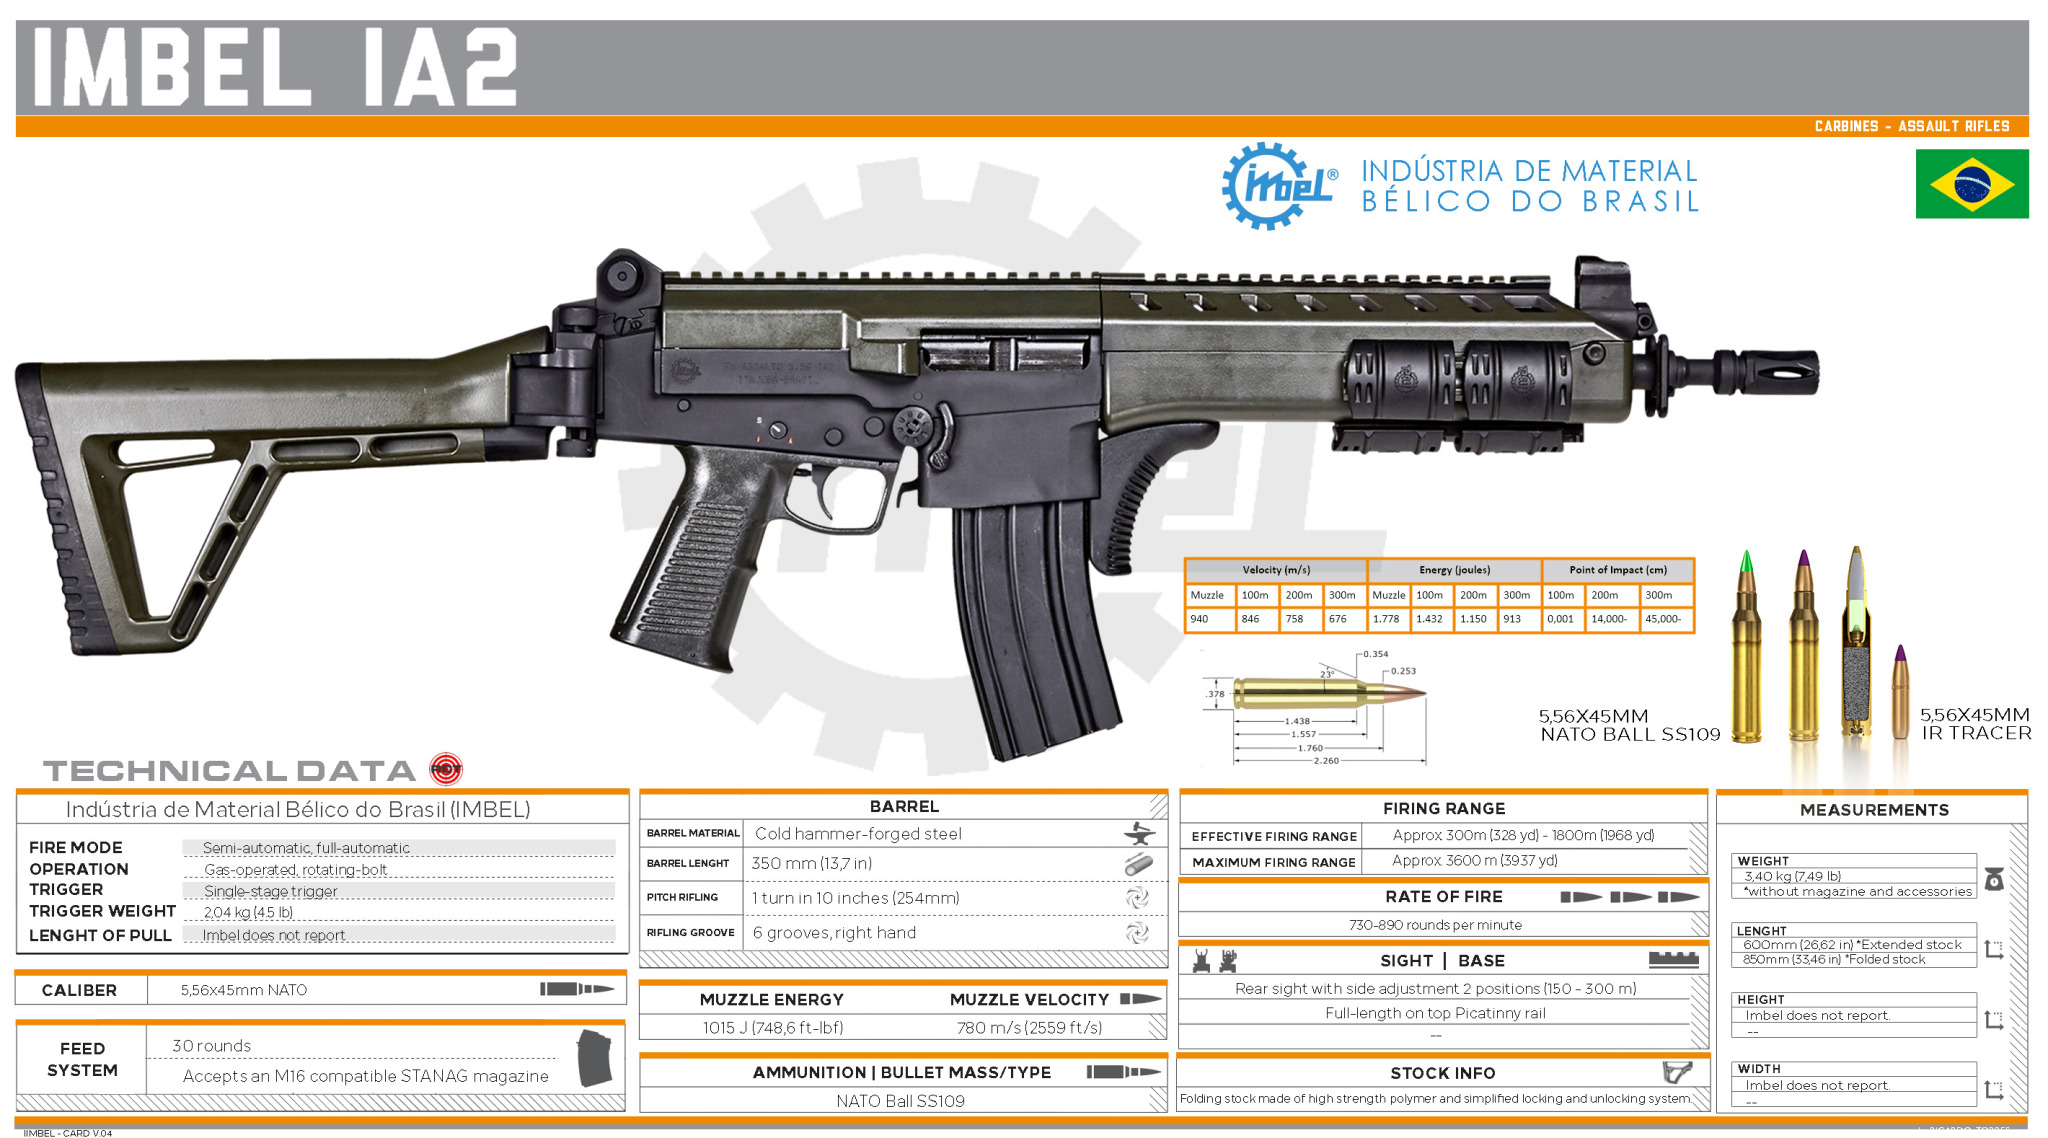 IMBEL IA2
CARBINES - ASSAULT RIFLES
imbel®
INDÚSTRIA DE MATERIAL
BÉLICO DO BRASIL
imbel
Fz ASSALTO 5.56 IA2
S
Velocity (m/s) Energy (joules) Point of Impact (cm)
Muzzle 100m 200m 300m Muzzle 100m 200m 300m 100m 200m 300m
940 846 758 676 1.778 1.432 1.150 913 0,001 14,000- 45,000-
0.354
23°
0.253
.378
1.438
1.557
1.760
2.260
5,56X45MM
NATO BALL SS109
5,56X45MM
IR TRACER
TECHNICAL DATA
Indústria de Material Bélico do Brasil (IMBEL)
FIRE MODE Semi-automatic, full-automatic
OPERATION Gas-operated, rotating-bolt
TRIGGER Single-stage trigger
TRIGGER WEIGHT 2,04 kg (4.5 lb)
LENGHT OF PULL Imbel does not report
CALIBER 5,56x45mm NATO
FEED SYSTEM
30 rounds
Accepts an M16 compatible STANAG magazine
BARREL
BARREL MATERIAL Cold hammer-forged steel
BARREL LENGHT 350 mm (13,7 in)
PITCH RIFLING 1 turn in 10 inches (254mm)
RIFLING GROOVE 6 grooves, right hand
MUZZLE ENERGY MUZZLE VELOCITY
1015 J (748,6 ft-lbf) 780 m/s (2559 ft/s)
AMMUNITION | BULLET MASS/TYPE
NATO Ball SS109
FIRING RANGE
EFFECTIVE FIRING RANGE Approx 300m (328 yd) - 1800m (1968 yd)
MAXIMUM FIRING RANGE Approx 3600 m (3937 yd)
RATE OF FIRE
730-890 rounds per minute
SIGHT | BASE
Rear sight with side adjustment 2 positions (150 - 300 m)
Full-length on top Picatinny rail
--
STOCK INFO
Folding stock made of high strength polymer and simplified locking and unlocking system.
MEASUREMENTS
WEIGHT
3,40 kg (7,49 lb)
*without magazine and accessories
LENGHT
600mm (26,62 in) *Extended stock
850mm (33,46 in) *Folded stock
HEIGHT
Imbel does not report.
--
WIDTH
Imbel does not report.
--
IIMBEL - CARD V.04